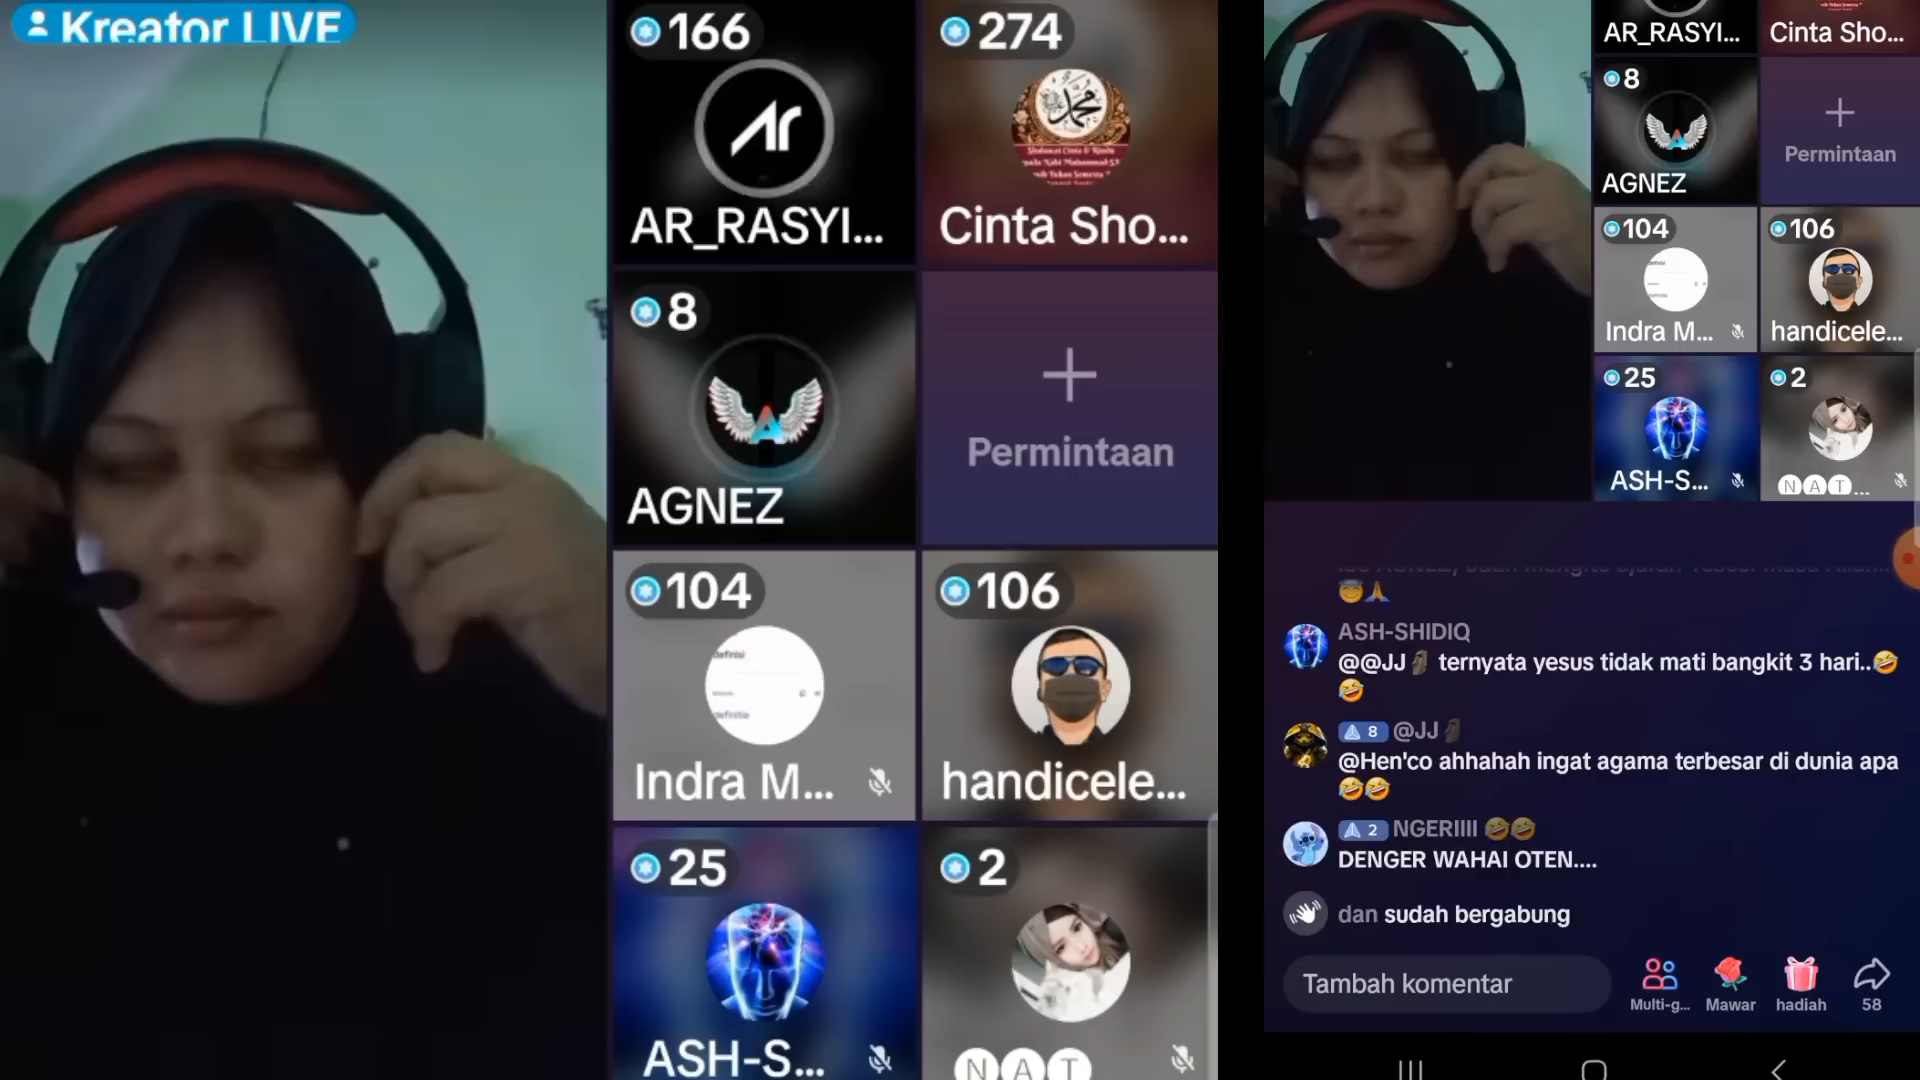 Kreator LIVE
166
AR_RASYI...
274
Cinta Sho...
8
AGNEZ
Permintaan
104
Indra M...
106
handicele...
25
ASH-S...
2
NAT
definisi
definitie
AR_RASYI...
Cinta Sho...
8
AGNEZ
Permintaan
104
Indra M...
106
handicele...
25
ASH-S...
2
NAT...
ASH-SHIDIQ
@@JJ🗿 ternyata yesus tidak mati bangkit 3 hari..🤣
🤣
8 @JJ🗿
@Hen'co ahhahah ingat agama terbesar di dunia apa
🤣🤣
2 NGERIIII 🤣🤣
DENGER WAHAI OTEN....
dan sudah bergabung
Tambah komentar
Multi-g...
Mawar
hadiah
58